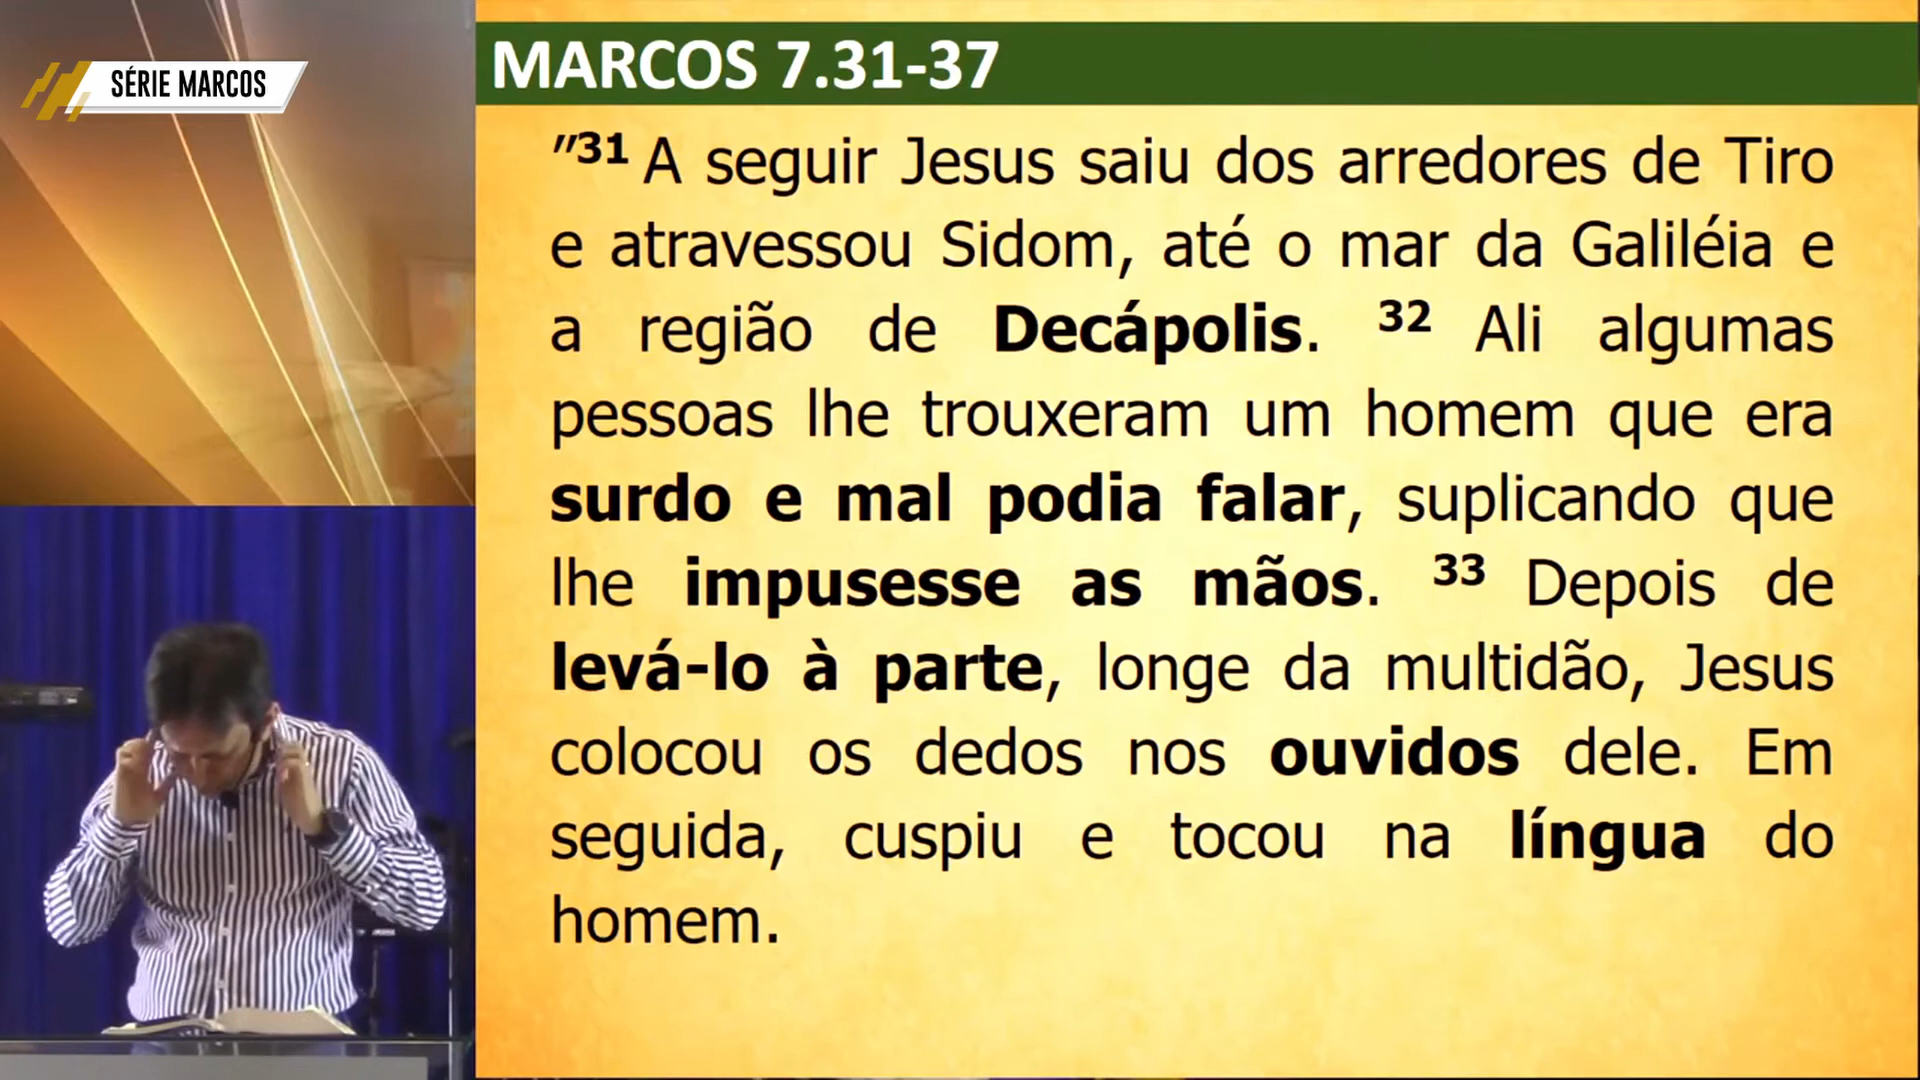 SÉRIE MARCOS
MARCOS 7.31-37
"31 A seguir Jesus saiu dos arredores de Tiro
e atravessou Sidom, até o mar da Galiléia e
a região de Decápolis. 32 Ali algumas
pessoas lhe trouxeram um homem que era
surdo e mal podia falar, suplicando que
lhe impusesse as mãos. 33 Depois de
levá-lo à parte, longe da multidão, Jesus
colocou os dedos nos ouvidos dele. Em
seguida, cuspiu e tocou na língua do
homem.